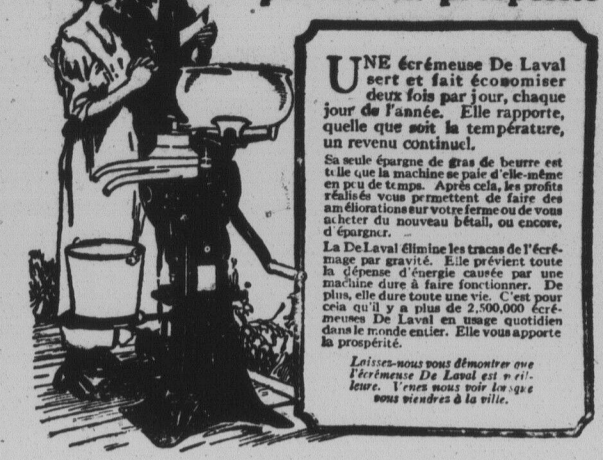 UNE écrémeuse De Laval
sert et fait économiser
deux fois par jour, chaque
jour de l'année. Elle rapporte,
quelle que soit la température,
un revenu continuel.
Sa seule épargne de gras de beurre est
telle que la machine se paie d'elle-même
en peu de temps. Après cela, les profits
réalisés vous permettent de faire des
améliorations sur votre ferme ou de vous
acheter du nouveau bétail, ou encore,
d'épargner.
La De Laval élimine les tracas de l'écré-
mage par gravité. Elle prévient toute
la dépense d'énergie causée par une
machine dure à faire fonctionner. De
plus, elle dure toute une vie. C'est pour
cela qu'il y a plus de 2,500,000 écré-
meuses De Laval en usage quotidien
dans le monde entier. Elle vous apporte
la prospérité.
Laissez-nous vous démontrer que
l'écrémeuse De Laval est meil-
leure. Venez nous voir lorsque
vous viendrez à la ville.